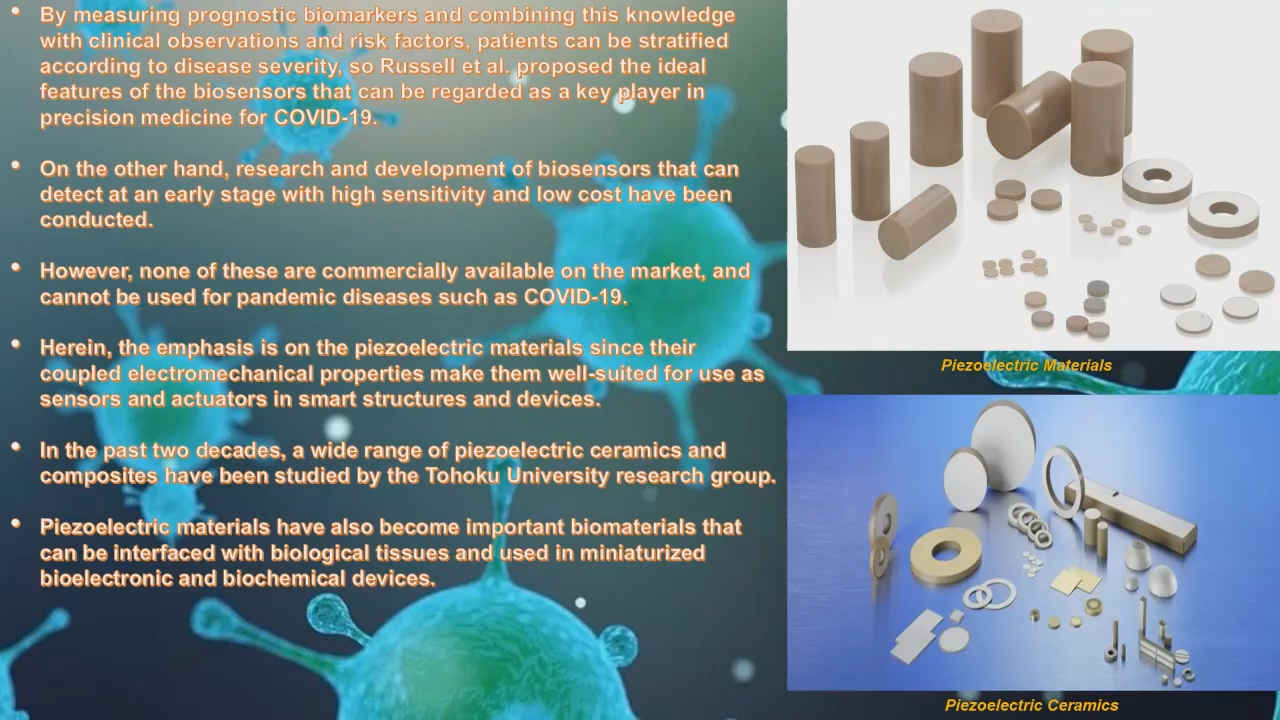 • By measuring prognostic biomarkers and combining this knowledge
with clinical observations and risk factors, patients can be stratified
according to disease severity, so Russell et al. proposed the ideal
features of the biosensors that can be regarded as a key player in
precision medicine for COVID-19.
• On the other hand, research and development of biosensors that can
detect at an early stage with high sensitivity and low cost have been
conducted.
• However, none of these are commercially available on the market, and
cannot be used for pandemic diseases such as COVID-19.
• Herein, the emphasis is on the piezoelectric materials since their
coupled electromechanical properties make them well-suited for use as
sensors and actuators in smart structures and devices.
• In the past two decades, a wide range of piezoelectric ceramics and
composites have been studied by the Tohoku University research group.
• Piezoelectric materials have also become important biomaterials that
can be interfaced with biological tissues and used in miniaturized
bioelectronic and biochemical devices.
Piezoelectric Materials
Piezoelectric Ceramics